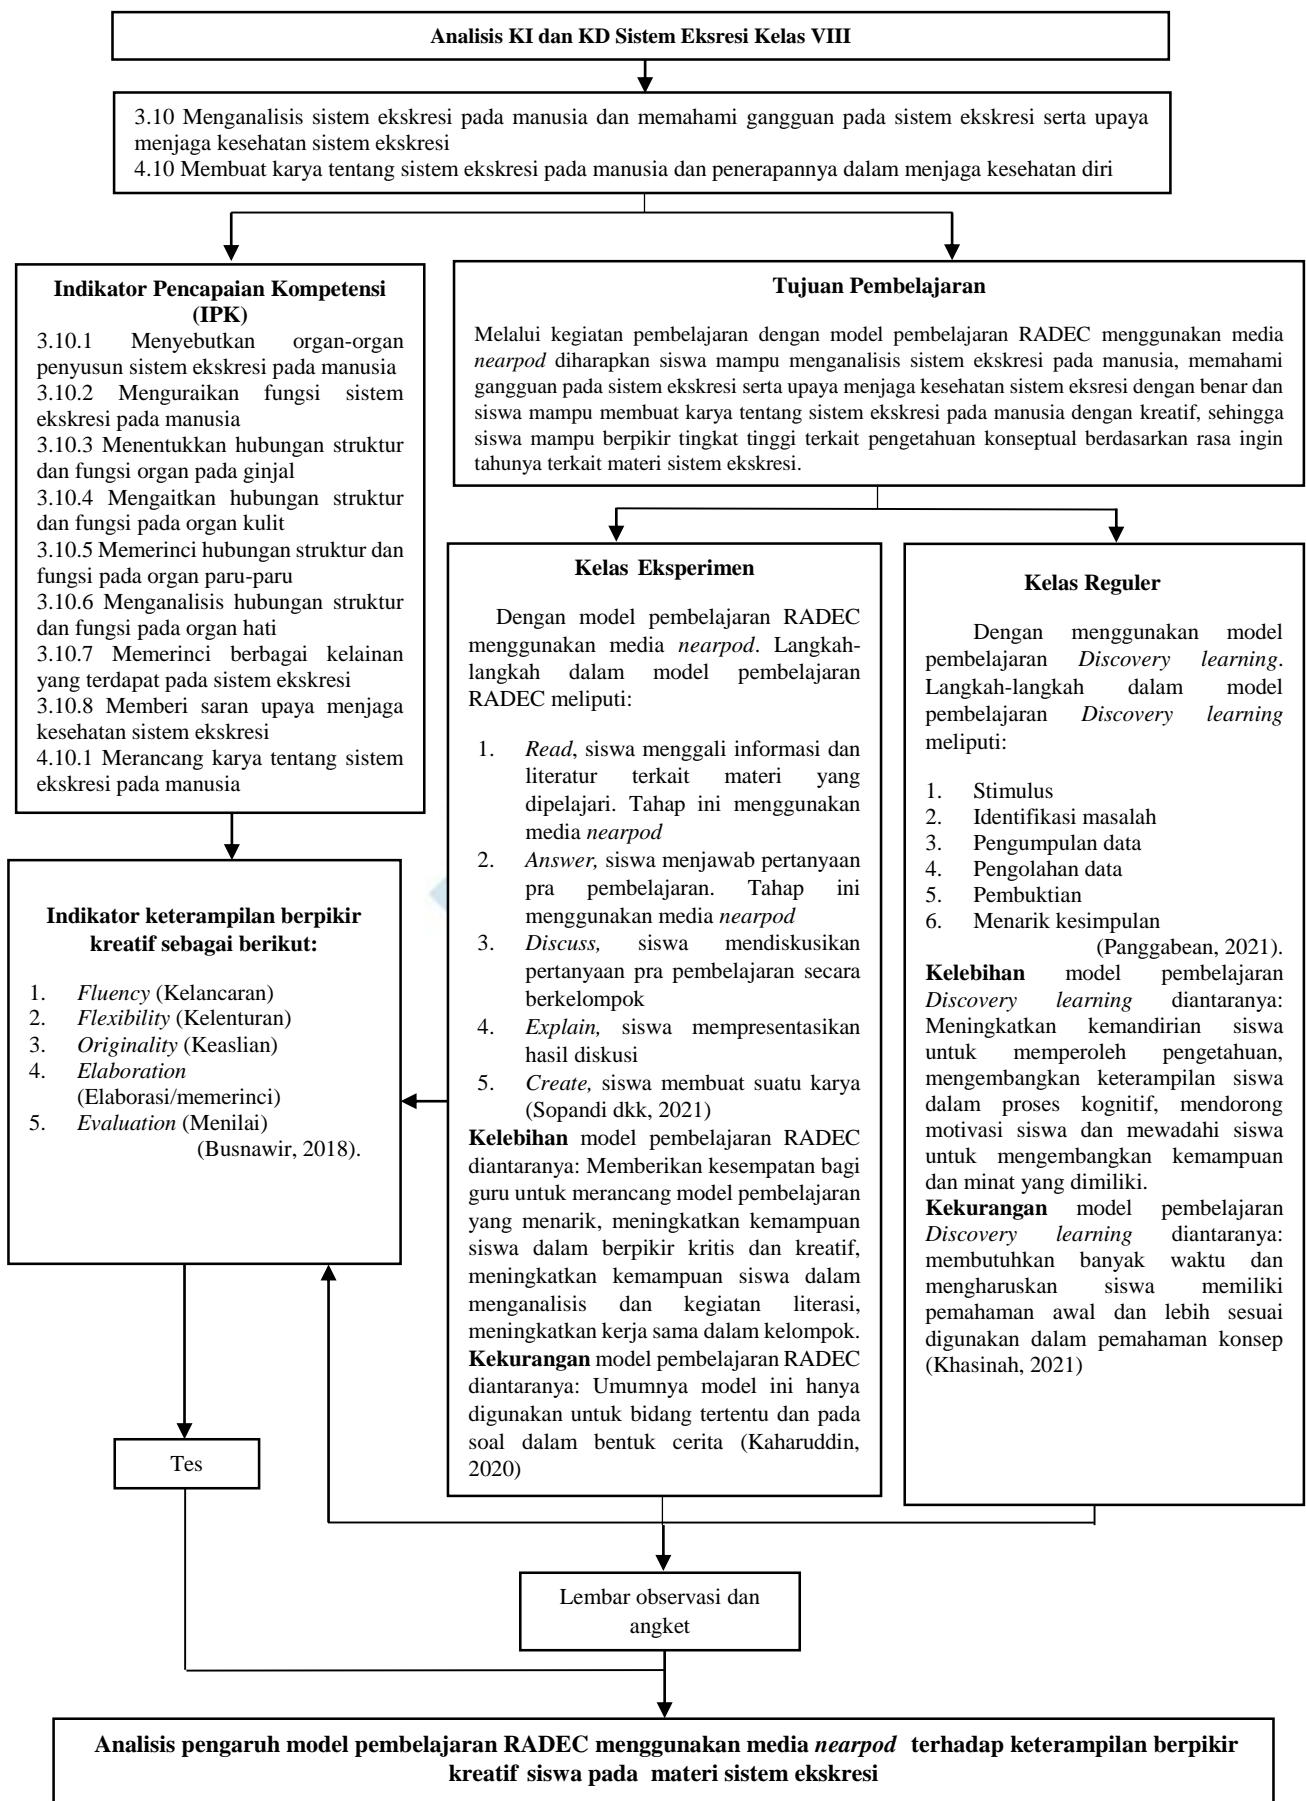 Analisis KI dan KD Sistem Eksresi Kelas VIII
3.10 Menganalisis sistem ekskresi pada manusia dan memahami gangguan pada sistem ekskresi serta upaya
menjaga kesehatan sistem ekskresi
4.10 Membuat karya tentang sistem ekskresi pada manusia dan penerapannya dalam menjaga kesehatan diri
Indikator Pencapaian Kompetensi
(IPK)
3.10.1 Menyebutkan organ-organ
penyusun sistem ekskresi pada manusia
3.10.2 Menguraikan fungsi sistem
ekskresi pada manusia
3.10.3 Menentukkan hubungan struktur
dan fungsi organ pada ginjal
3.10.4 Mengaitkan hubungan struktur
dan fungsi pada organ kulit
3.10.5 Memerinci hubungan struktur dan
fungsi pada organ paru-paru
3.10.6 Menganalisis hubungan struktur
dan fungsi pada organ hati
3.10.7 Memerinci berbagai kelainan
yang terdapat pada sistem ekskresi
3.10.8 Memberi saran upaya menjaga
kesehatan sistem ekskresi
4.10.1 Merancang karya tentang sistem
ekskresi pada manusia
Tujuan Pembelajaran
Melalui kegiatan pembelajaran dengan model pembelajaran RADEC menggunakan media
nearpod diharapkan siswa mampu menganalisis sistem ekskresi pada manusia, memahami
gangguan pada sistem ekskresi serta upaya menjaga kesehatan sistem eksresi dengan benar dan
siswa mampu membuat karya tentang sistem ekskresi pada manusia dengan kreatif, sehingga
siswa mampu berpikir tingkat tinggi terkait pengetahuan konseptual berdasarkan rasa ingin
tahunya terkait materi sistem ekskresi.
Indikator keterampilan berpikir
kreatif sebagai berikut:
1. Fluency (Kelancaran)
2. Flexibility (Kelenturan)
3. Originality (Keaslian)
4. Elaboration
(Elaborasi/memerinci)
5. Evaluation (Menilai)
(Busnawir, 2018).
Kelas Eksperimen
Dengan model pembelajaran RADEC
menggunakan media nearpod. Langkah-
langkah dalam model pembelajaran
RADEC meliputi:
1. Read, siswa menggali informasi dan
literatur terkait materi yang
dipelajari. Tahap ini menggunakan
media nearpod
2. Answer, siswa menjawab pertanyaan
pra pembelajaran. Tahap ini
menggunakan media nearpod
3. Discuss, siswa mendiskusikan
pertanyaan pra pembelajaran secara
berkelompok
4. Explain, siswa mempresentasikan
hasil diskusi
5. Create, siswa membuat suatu karya
(Sopandi dkk, 2021)
Kelebihan model pembelajaran RADEC
diantaranya: Memberikan kesempatan bagi
guru untuk merancang model pembelajaran
yang menarik, meningkatkan kemampuan
siswa dalam berpikir kritis dan kreatif,
meningkatkan kemampuan siswa dalam
menganalisis dan kegiatan literasi,
meningkatkan kerja sama dalam kelompok.
Kekurangan model pembelajaran RADEC
diantaranya: Umumnya model ini hanya
digunakan untuk bidang tertentu dan pada
soal dalam bentuk cerita (Kaharuddin,
2020)
Kelas Reguler
Dengan menggunakan model
pembelajaran Discovery learning.
Langkah-langkah dalam model
pembelajaran Discovery learning
meliputi:
1. Stimulus
2. Identifikasi masalah
3. Pengumpulan data
4. Pengolahan data
5. Pembuktian
6. Menarik kesimpulan
(Panggabean, 2021).
Kelebihan model pembelajaran
Discovery learning diantaranya:
Meningkatkan kemandirian siswa
untuk memperoleh pengetahuan,
mengembangkan keterampilan siswa
dalam proses kognitif, mendorong
motivasi siswa dan mewadahi siswa
untuk mengembangkan kemampuan
dan minat yang dimiliki.
Kekurangan model pembelajaran
Discovery learning diantaranya:
membutuhkan banyak waktu dan
mengharuskan siswa memiliki
pemahaman awal dan lebih sesuai
digunakan dalam pemahaman konsep
(Khasinah, 2021)
Tes
Lembar observasi dan
angket
Analisis pengaruh model pembelajaran RADEC menggunakan media nearpod terhadap keterampilan berpikir
kreatif siswa pada materi sistem ekskresi